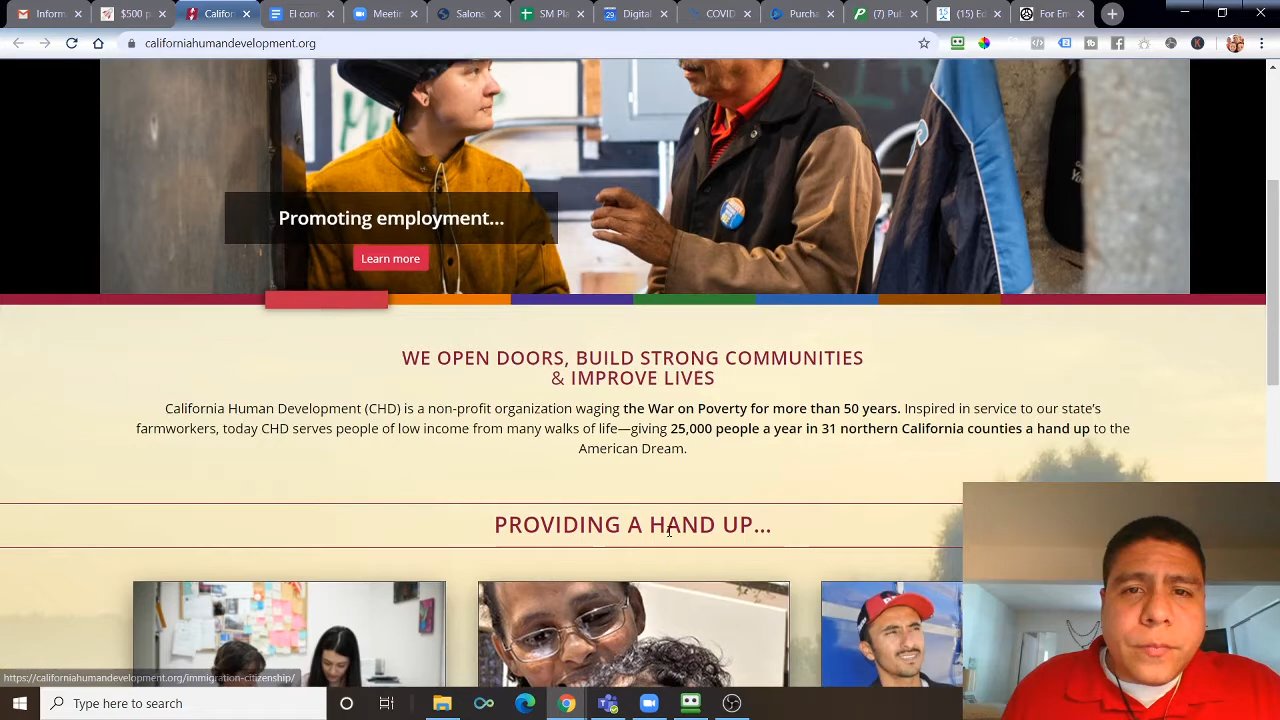 Inform
$500 p
Califor
El conc
Meetin
Salons,
SM Pla
Digital
COVID
Purcha
(7) Put
(15) Ed
For Em
californiahumandevelopment.org
Promoting employment...
Learn more
WE OPEN DOORS, BUILD STRONG COMMUNITIES
& IMPROVE LIVES
California Human Development (CHD) is a non-profit organization waging the War on Poverty for more than 50 years. Inspired in service to our state's
farmworkers, today CHD serves people of low income from many walks of life—giving 25,000 people a year in 31 northern California counties a hand up to the
American Dream.
PROVIDING A HAND UP...
https://californiahumandevelopment.org/immigration-citizenship/
Type here to search